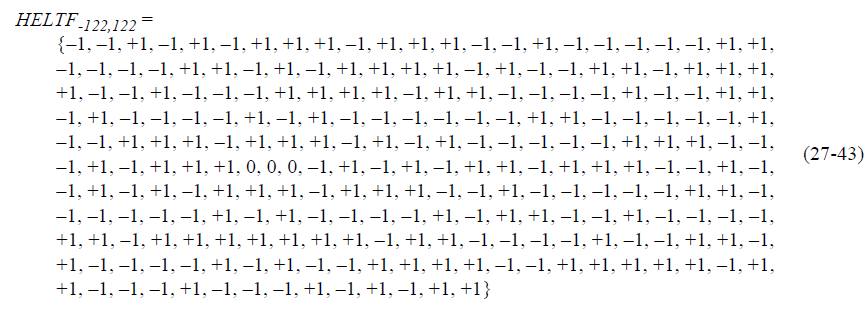 HELTF-122,122 =
{–1, –1, +1, –1, +1, –1, +1, +1, +1, –1, +1, +1, +1, –1, –1, +1, –1, –1, –1, –1, –1, +1, +1,
–1, –1, –1, –1, +1, +1, –1, +1, –1, +1, +1, +1, +1, –1, +1, –1, –1, +1, +1, –1, +1, +1, +1,
+1, –1, –1, +1, –1, –1, –1, +1, +1, +1, +1, –1, +1, +1, –1, –1, –1, –1, +1, –1, –1, +1, +1,
–1, +1, –1, –1, –1, –1, +1, –1, +1, –1, –1, –1, –1, –1, –1, +1, +1, –1, –1, –1, –1, –1, +1,
–1, –1, +1, +1, +1, –1, +1, +1, +1, –1, +1, –1, +1, –1, –1, –1, –1, –1, +1, +1, +1, –1, –1,
–1, +1, –1, +1, +1, +1, 0, 0, 0, –1, +1, –1, +1, –1, +1, +1, –1, +1, +1, +1, –1, –1, +1, –1,
–1, +1, –1, +1, –1, +1, +1, +1, –1, +1, +1, +1, –1, –1, +1, –1, –1, –1, –1, –1, +1, +1, –1,
–1, –1, –1, –1, –1, +1, –1, +1, –1, –1, –1, –1, +1, –1, +1, +1, –1, –1, +1, –1, –1, –1, –1,
+1, +1, –1, +1, +1, +1, +1, +1, +1, +1, –1, +1, +1, –1, –1, –1, –1, +1, –1, –1, +1, +1, –1,
+1, –1, –1, –1, –1, +1, –1, +1, –1, –1, +1, +1, +1, +1, –1, –1, +1, +1, +1, +1, +1, –1, +1,
+1, –1, –1, –1, +1, –1, –1, –1, +1, –1, +1, –1, +1, +1}
(27-43)